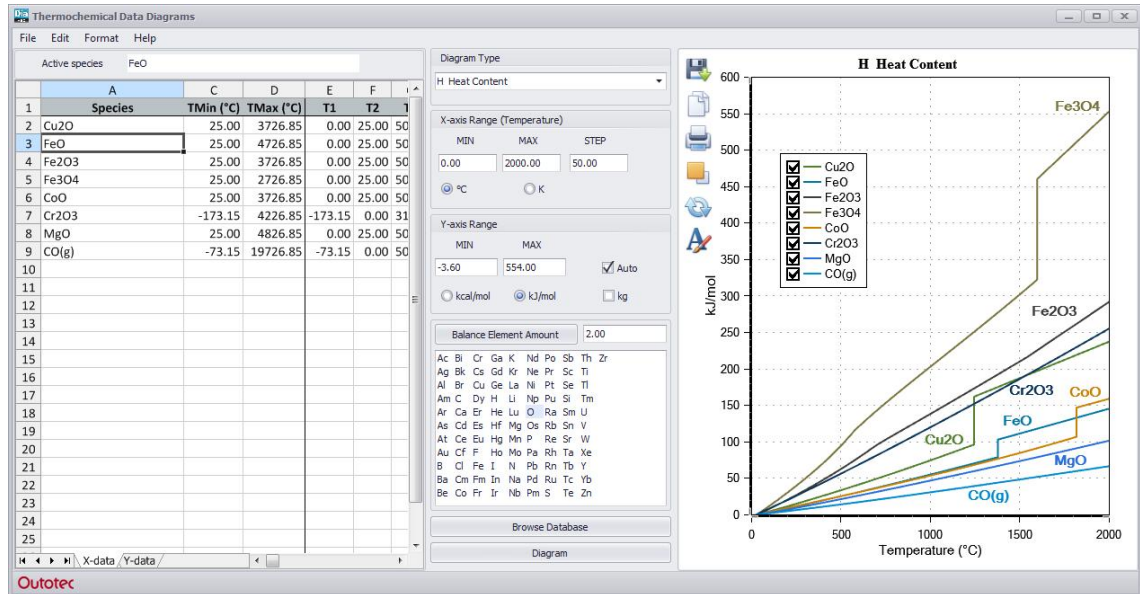 Thermochemical Data Diagrams
File Edit Format Help
Active species FeO
A C D E F
1 Species TMin (°C) TMax (°C) T1 T2
2 Cu2O 25.00 3726.85 0.00 25.00 50
3 FeO 25.00 4726.85 0.00 25.00 50
4 Fe2O3 25.00 3726.85 0.00 25.00 50
5 Fe3O4 25.00 2726.85 0.00 25.00 50
6 CoO 25.00 3726.85 0.00 25.00 50
7 Cr2O3 -173.15 4226.85 -173.15 0.00 31
8 MgO 25.00 4826.85 0.00 25.00 50
9 CO(g) -73.15 19726.85 -73.15 0.00 50
10
11
12
13
14
15
16
17
18
19
20
21
22
23
24
25
X-data Y-data
Outotec
Diagram Type
H Heat Content
X-axis Range (Temperature)
MIN MAX STEP
0.00 2000.00 50.00
°C K
Y-axis Range
MIN MAX
-3.60 554.00 Auto
kcal/mol kJ/mol kg
Balance Element Amount 2.00
Ac Bi Cr Ga K Nd Po Sb Th Zr
Ag Bk Cs Gd Kr Ne Pr Sc Ti
Al Br Cu Ge La Ni Pt Se Tl
Am C Dy H Li Np Pu Si Tm
Ar Ca Er He Lu O Ra Sm U
As Cd Es Hf Mg Os Rb Sn V
At Ce Eu Hg Mn P Re Sr W
Au Cf F Ho Mo Pa Rh Ta Xe
B Cl Fe I N Pb Rn Tb Y
Ba Cm Fm In Na Pd Ru Tc Yb
Be Co Fr Ir Nb Pm S Te Zn
Browse Database
Diagram
H Heat Content
600
550
500
450
400
350
300
250
200
150
100
50
0
kJ/mol
Cu2O
FeO
Fe2O3
Fe3O4
CoO
Cr2O3
MgO
CO(g)
Fe3O4
Fe2O3
Cr2O3
CoO
FeO
Cu2O
MgO
CO(g)
0 500 1000 1500 2000
Temperature (°C)